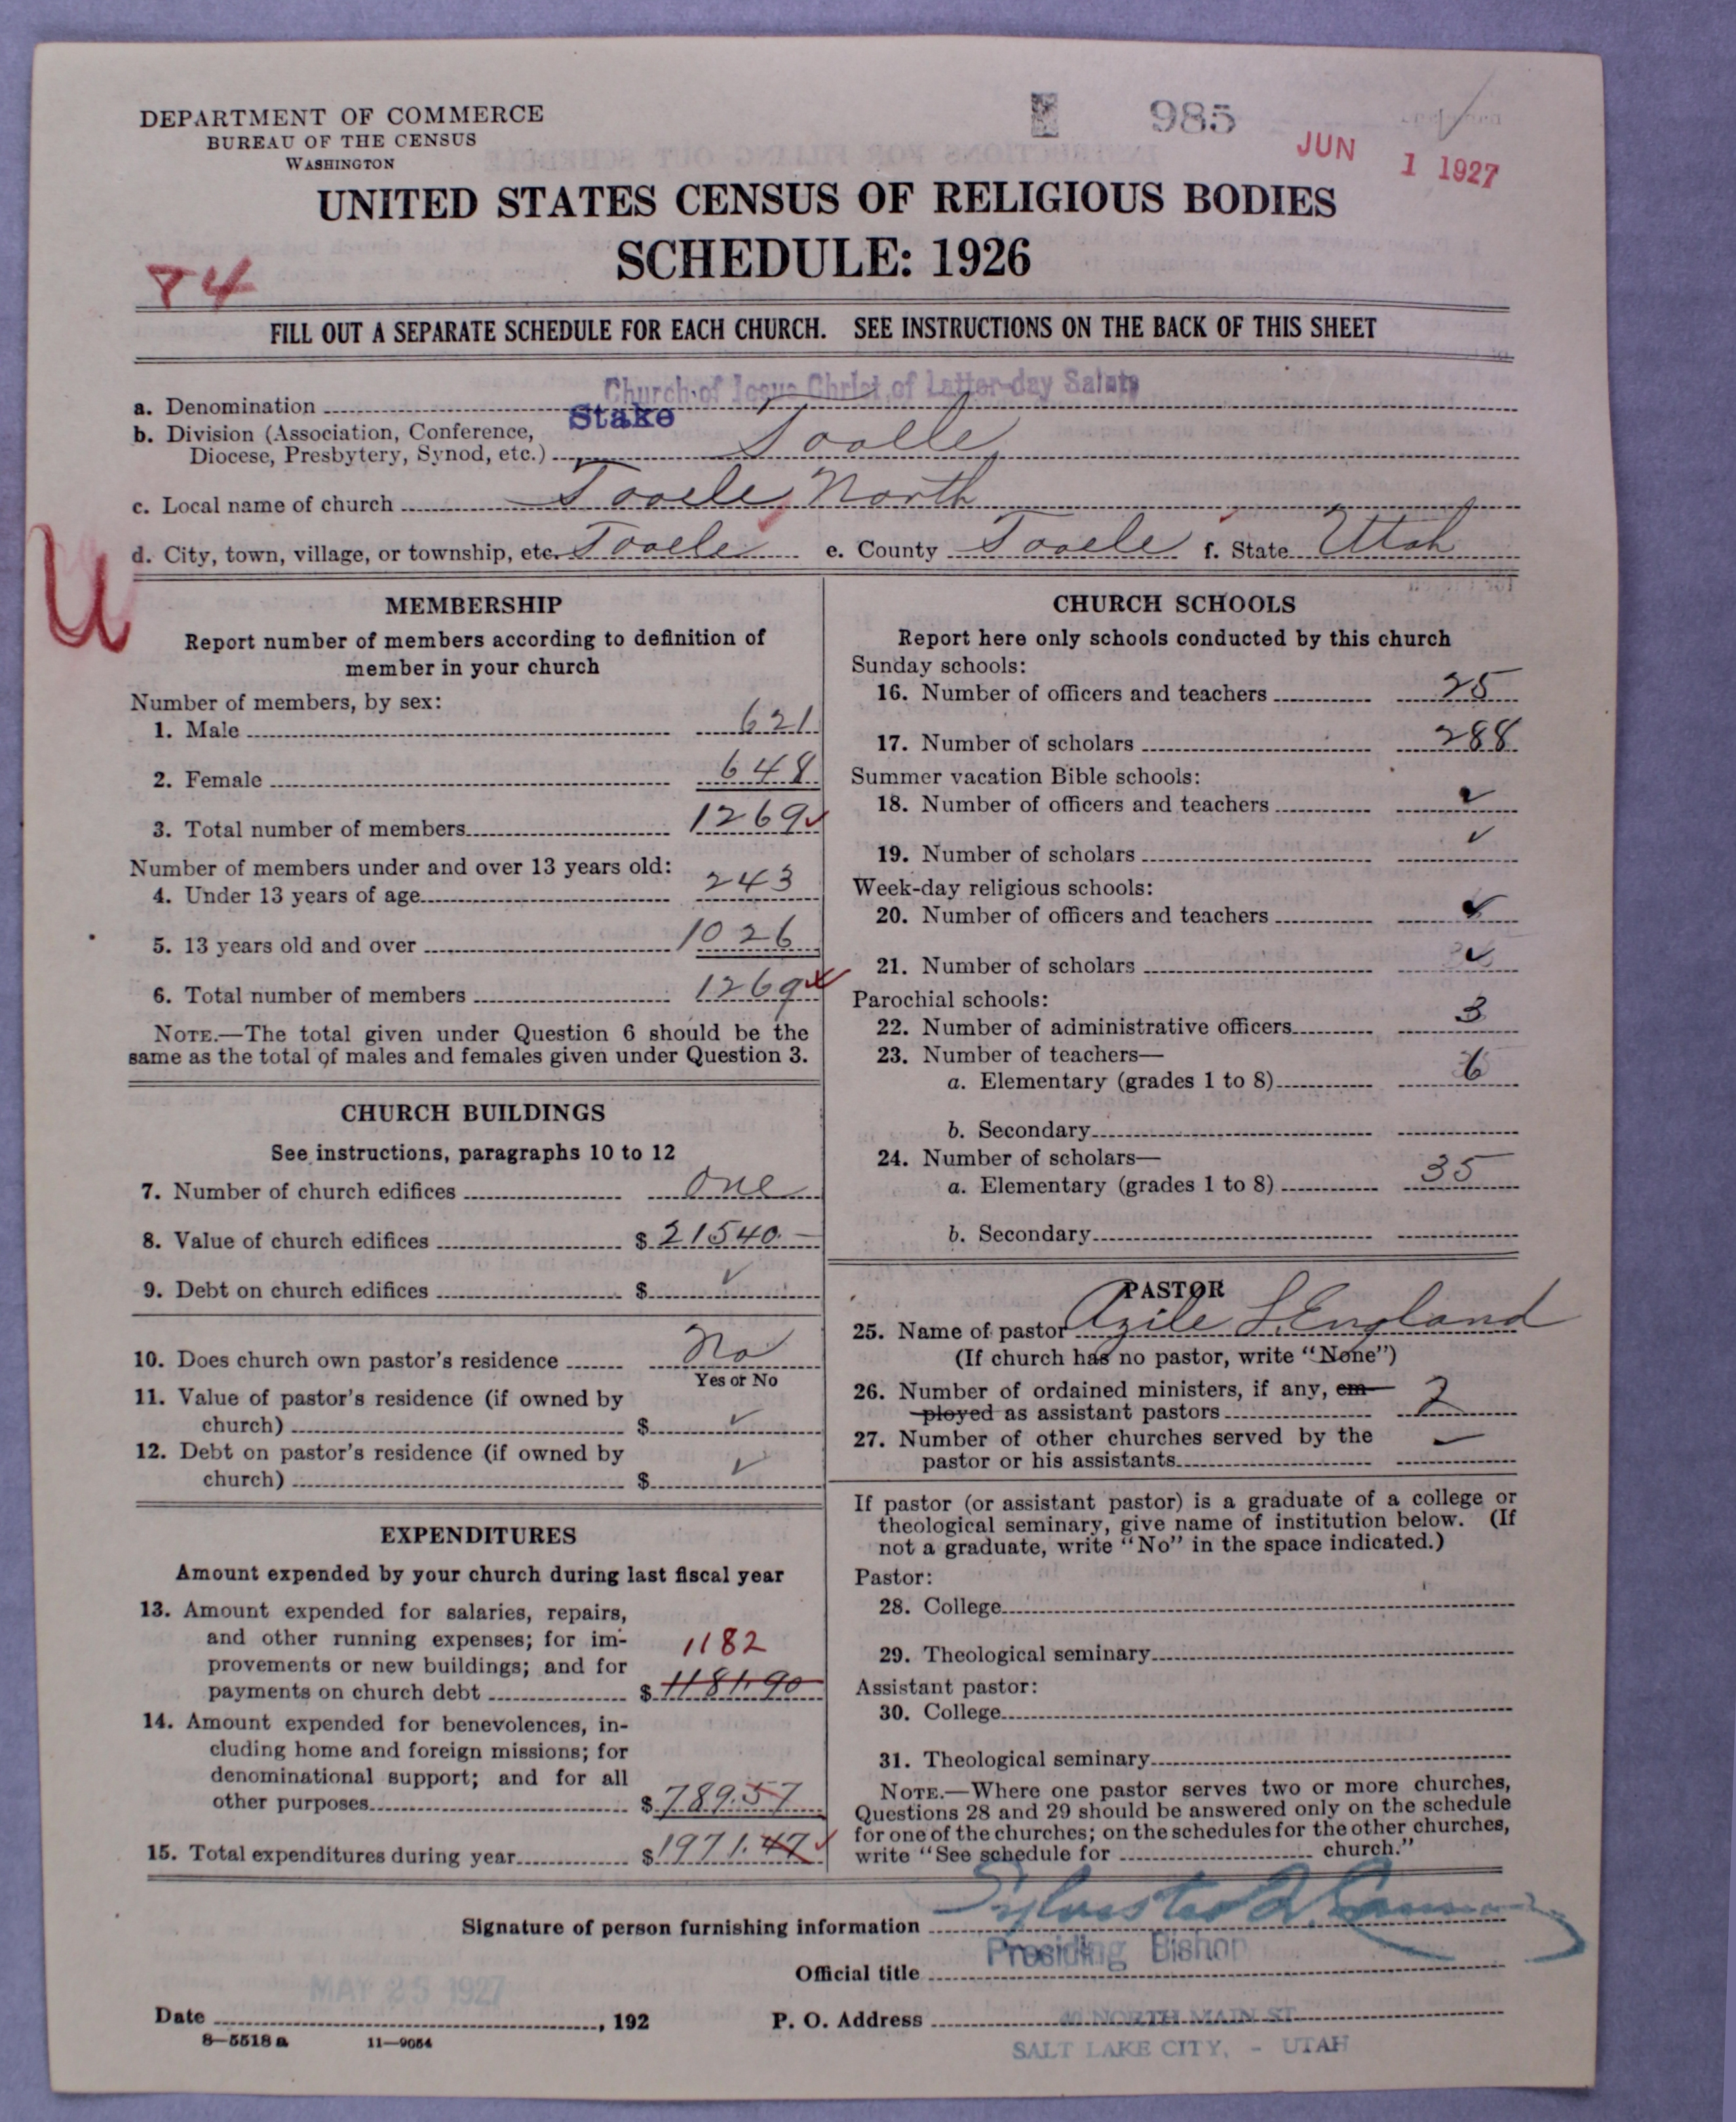 DEPARTMENT OF COMMERCE
BUREAU OF THE CENSUS
WASHINGTON
985
JUN 1 1927
UNITED STATES CENSUS OF RELIGIOUS BODIES
SCHEDULE: 1926
74
FILL OUT A SEPARATE SCHEDULE FOR EACH CHURCH. SEE INSTRUCTIONS ON THE BACK OF THIS SHEET
a. Denomination Church of Jesus Christ of Latter-day Saints
b. Division (Association, Conference, Diocese, Presbytery, Synod, etc.) Stake Tooele
c. Local name of church Tooele North
d. City, town, village, or township, etc. Tooele e. County Tooele f. State Utah
U
MEMBERSHIP
Report number of members according to definition of
member in your church
Number of members, by sex:
1. Male 621
2. Female 648
3. Total number of members 1269 ✓
Number of members under and over 13 years old:
4. Under 13 years of age 243
5. 13 years old and over 1026
6. Total number of members 1269 ✓
NOTE.—The total given under Question 6 should be the
same as the total of males and females given under Question 3.
CHURCH BUILDINGS
See instructions, paragraphs 10 to 12
7. Number of church edifices One
8. Value of church edifices $ 21540.—
9. Debt on church edifices $ ✓
10. Does church own pastor's residence No
Yes or No
11. Value of pastor's residence (if owned by
church) $ ✓
12. Debt on pastor's residence (if owned by
church) $ ✓
EXPENDITURES
Amount expended by your church during last fiscal year
13. Amount expended for salaries, repairs,
and other running expenses; for im-
provements or new buildings; and for 1182
payments on church debt $ 1181.90
14. Amount expended for benevolences, in-
cluding home and foreign missions; for
denominational support; and for all
other purposes $ 789.57
15. Total expenditures during year $ 1971.47 ✓
CHURCH SCHOOLS
Report here only schools conducted by this church
Sunday schools:
16. Number of officers and teachers 25
17. Number of scholars 288
Summer vacation Bible schools:
18. Number of officers and teachers ✓
19. Number of scholars ✓
Week-day religious schools:
20. Number of officers and teachers ✓
21. Number of scholars ✓
Parochial schools:
22. Number of administrative officers 3
23. Number of teachers—
a. Elementary (grades 1 to 8) 6
b. Secondary
24. Number of scholars—
a. Elementary (grades 1 to 8) 35
b. Secondary
PASTOR
25. Name of pastor Azile L. England
(If church has no pastor, write "None")
26. Number of ordained ministers, if any, em-
ployed as assistant pastors 2
27. Number of other churches served by the
pastor or his assistants —
If pastor (or assistant pastor) is a graduate of a college or
theological seminary, give name of institution below. (If
not a graduate, write "No" in the space indicated.)
Pastor:
28. College
29. Theological seminary
Assistant pastor:
30. College
31. Theological seminary
NOTE.—Where one pastor serves two or more churches,
Questions 28 and 29 should be answered only on the schedule
for one of the churches; on the schedules for the other churches,
write "See schedule for church."
Signature of person furnishing information Sylvester Q. Cannon
Official title Presiding Bishop
Date MAY 25 1927, 192
P. O. Address 40 NORTH MAIN ST.
SALT LAKE CITY, - UTAH
8—5518 a 11—9054